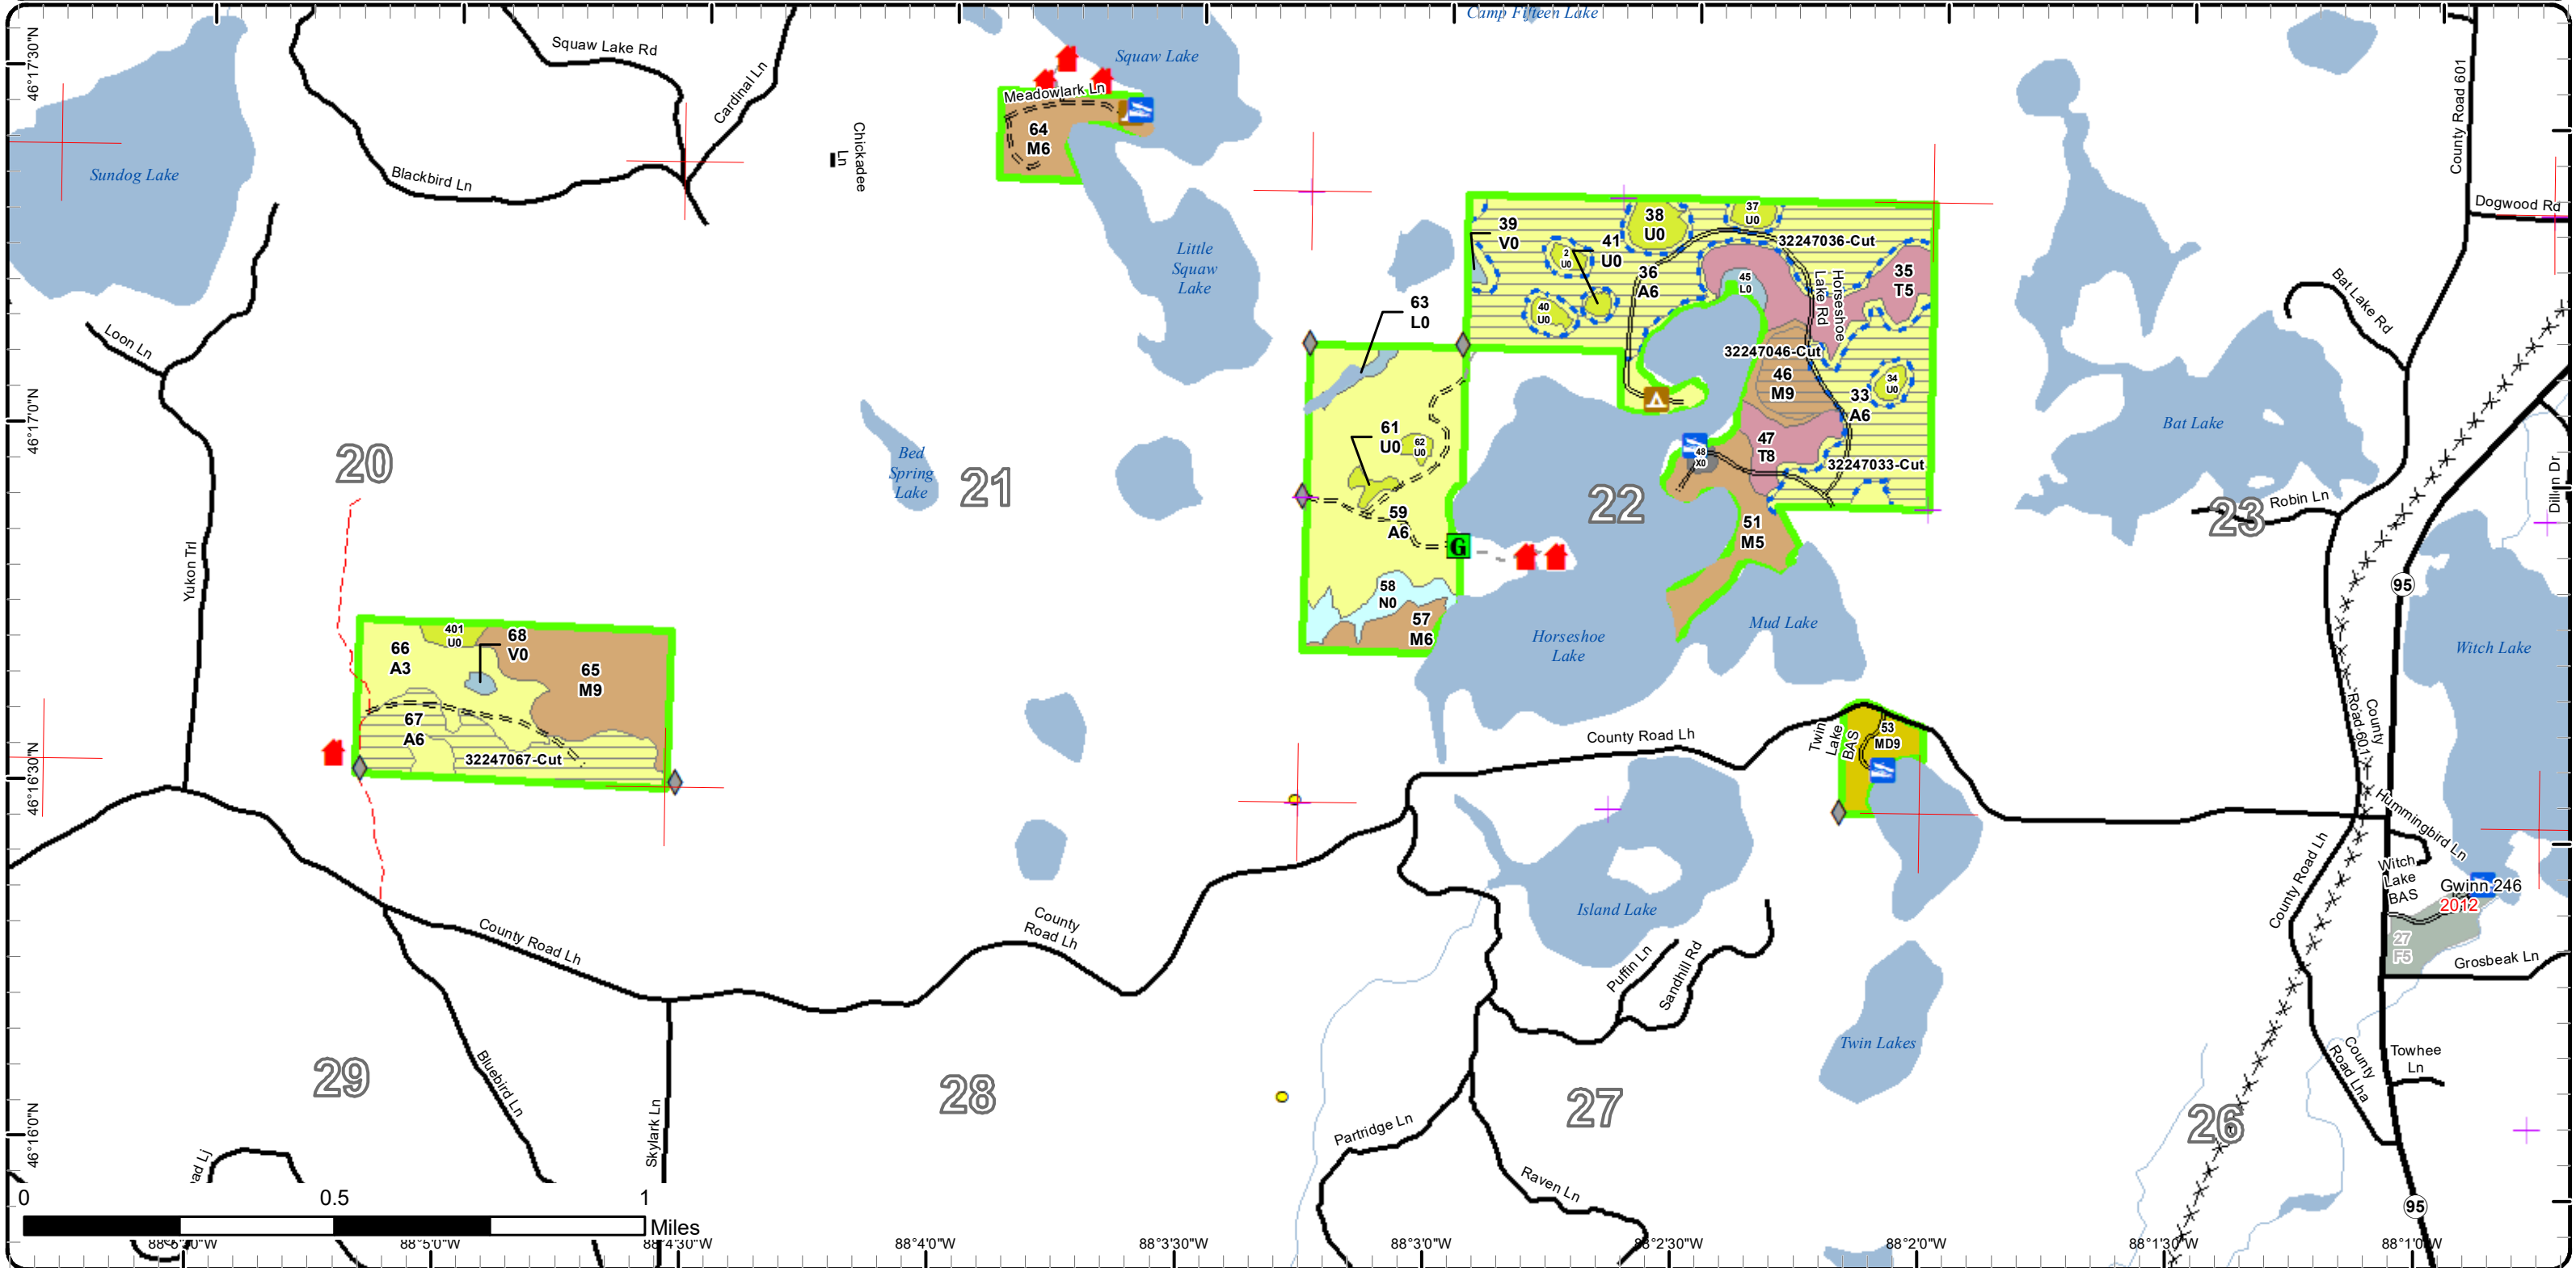 Camp Fifteen Lake
Squaw Lake Rd
Cardinal Ln
Squaw Lake
46°17'30"N
Meadowlark Ln
64
M6
Chickadee
Ln
Sundog Lake
Blackbird Ln
County Road 601
Dogwood Rd
Little
Squaw
Lake
39
V0
2
U0
41
U0
38
U0
37
U0
32247036-Cut
36
A6
45
L0
Horseshoe
Lake Rd
35
T5
40
U0
63
L0
32247046-Cut
46
M9
34
U0
33
A6
Bat Lake Rd
Loon Ln
46°17'0"N
61
U0
62
U0
47
T8
48
X0
32247033-Cut
Bat Lake
20
Bed
Spring
Lake
21
22
59
A6
51
M5
23
Robin Ln
Dillon Dr
95
Yukon Trl
58
N0
57
M6
Horseshoe
Lake
Mud Lake
Witch Lake
66
A3
401
U0
68
V0
65
M9
67
A6
32247067-Cut
46°16'30"N
County Road Lh
Twin
Lake
BAS
53
MD9
County
Road 601
Hummingbird Ln
Witch
Lake
BAS
Gwinn 246
2012
27
F5
Grosbeak Ln
County Road Lh
County Road Lh
County
Road Lh
Island Lake
Puffin Ln
Sandhill Rd
Twin Lakes
County
Road Lha
Towhee
Ln
29
Bluebird Ln
28
27
26
Skylark Ln
Partridge Ln
Raven Ln
46°16'0"N
ad Lj
95
0
0.5
1
Miles
88°5'0"W
88°4'30"W
88°4'0"W
88°3'30"W
88°3'0"W
88°2'30"W
88°2'0"W
88°1'30"W
88°1'0"W
G